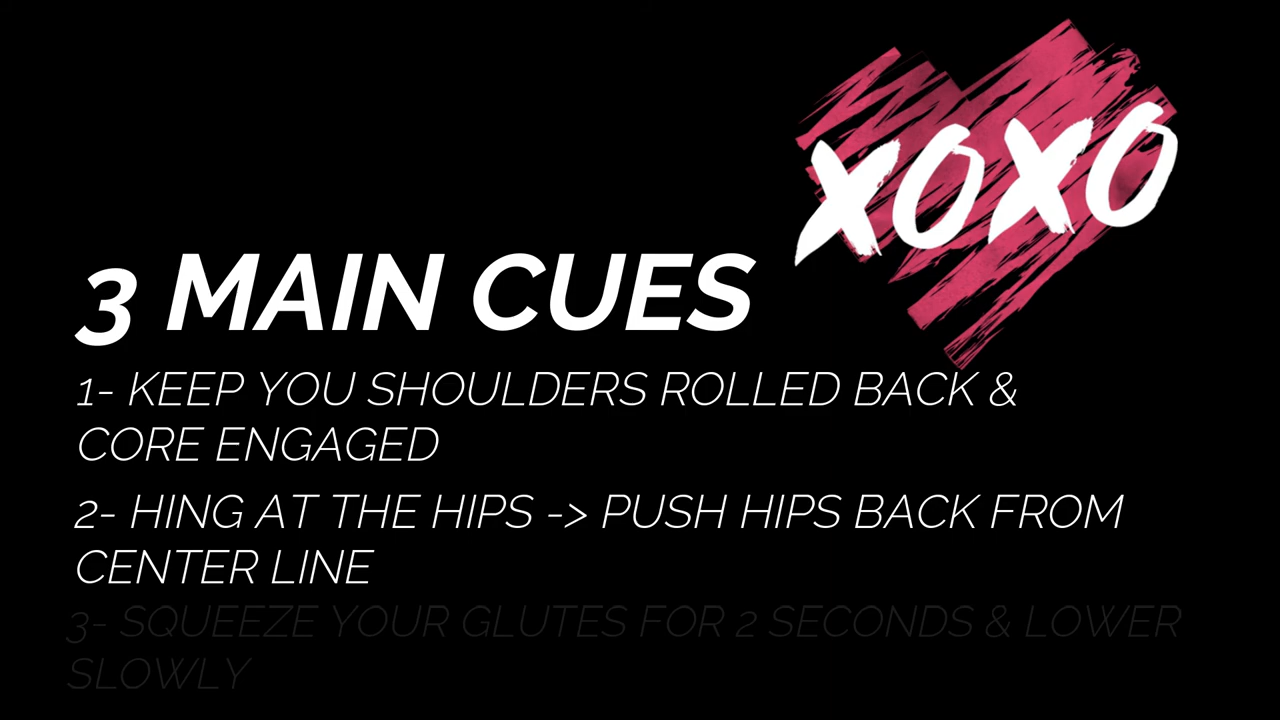 XOXO
3 MAIN CUES
1- KEEP YOU SHOULDERS ROLLED BACK &
CORE ENGAGED
2- HING AT THE HIPS -> PUSH HIPS BACK FROM
CENTER LINE
3- SQUEEZE YOUR GLUTES FOR 2 SECONDS & LOWER
SLOWLY